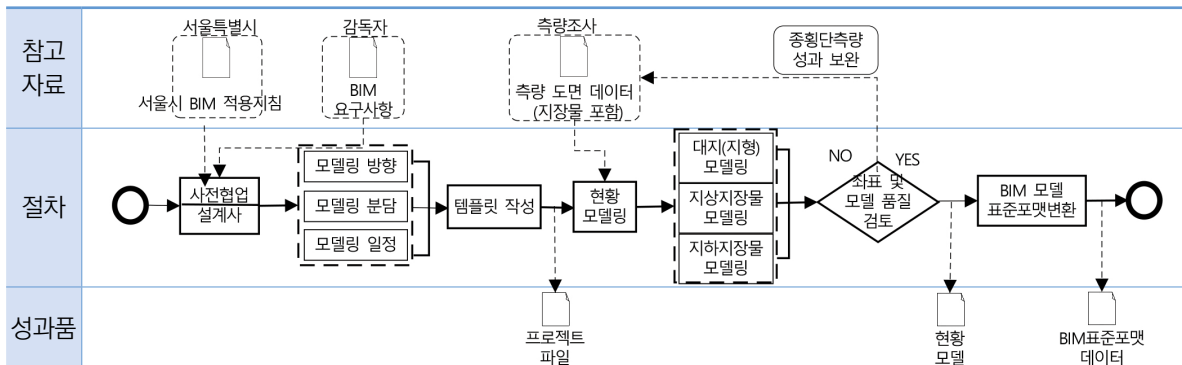 참고
자료
서울특별시
서울시 BIM 적용지침
감독자
BIM
요구사항
측량조사
측량 도면 데이터
(지장물 포함)
종횡단측량
성과 보완
절차
사전협업
설계사
모델링 방향
모델링 분담
모델링 일정
템플릿 작성
현황
모델링
대지(지형)
모델링
지상지장물
모델링
지하지장물
모델링
NO
YES
좌표 및
모델 품질
검토
BIM 모델
표준포맷변환
성과품
프로젝트
파일
현황
모델
BIM표준포맷
데이터